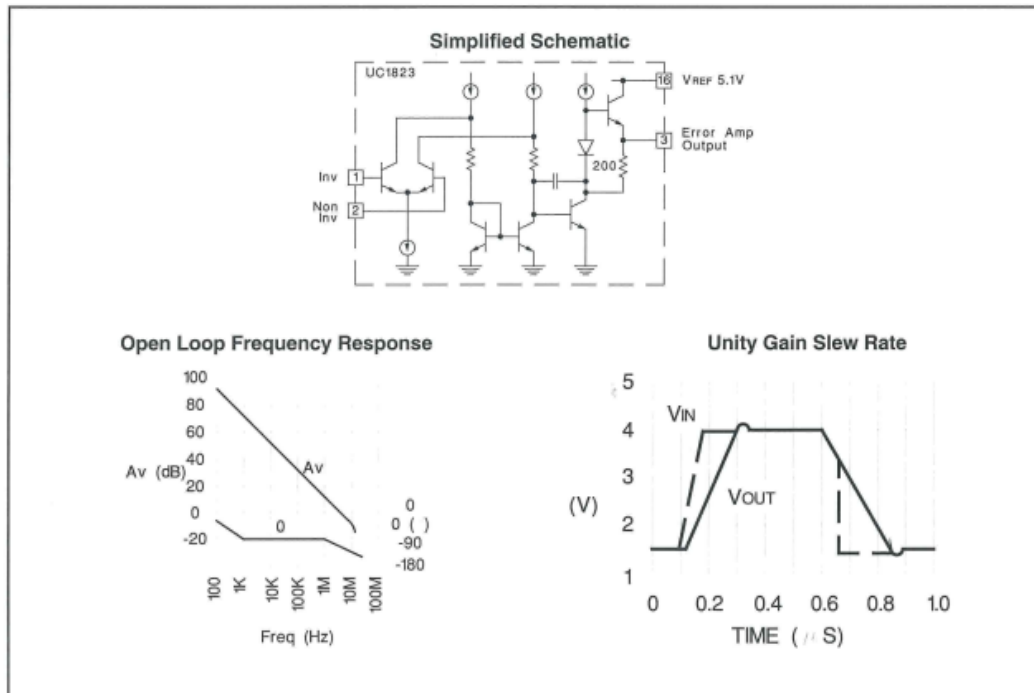 Simplified Schematic
UC1823
16 VREF 5.1V
3 Error Amp
Output
200
Inv 1
Non 2
Inv
Open Loop Frequency Response
100
80
60
40
20
0
-20
Av (dB)
Av
0
0
0 ( )
-90
-180
100 1K 10K 100K 1M 10M 100M
Freq (Hz)
Unity Gain Slew Rate
5
4
3
2
1
(V)
VIN
VOUT
0 0.2 0.4 0.6 0.8 1.0
TIME ( μ S)